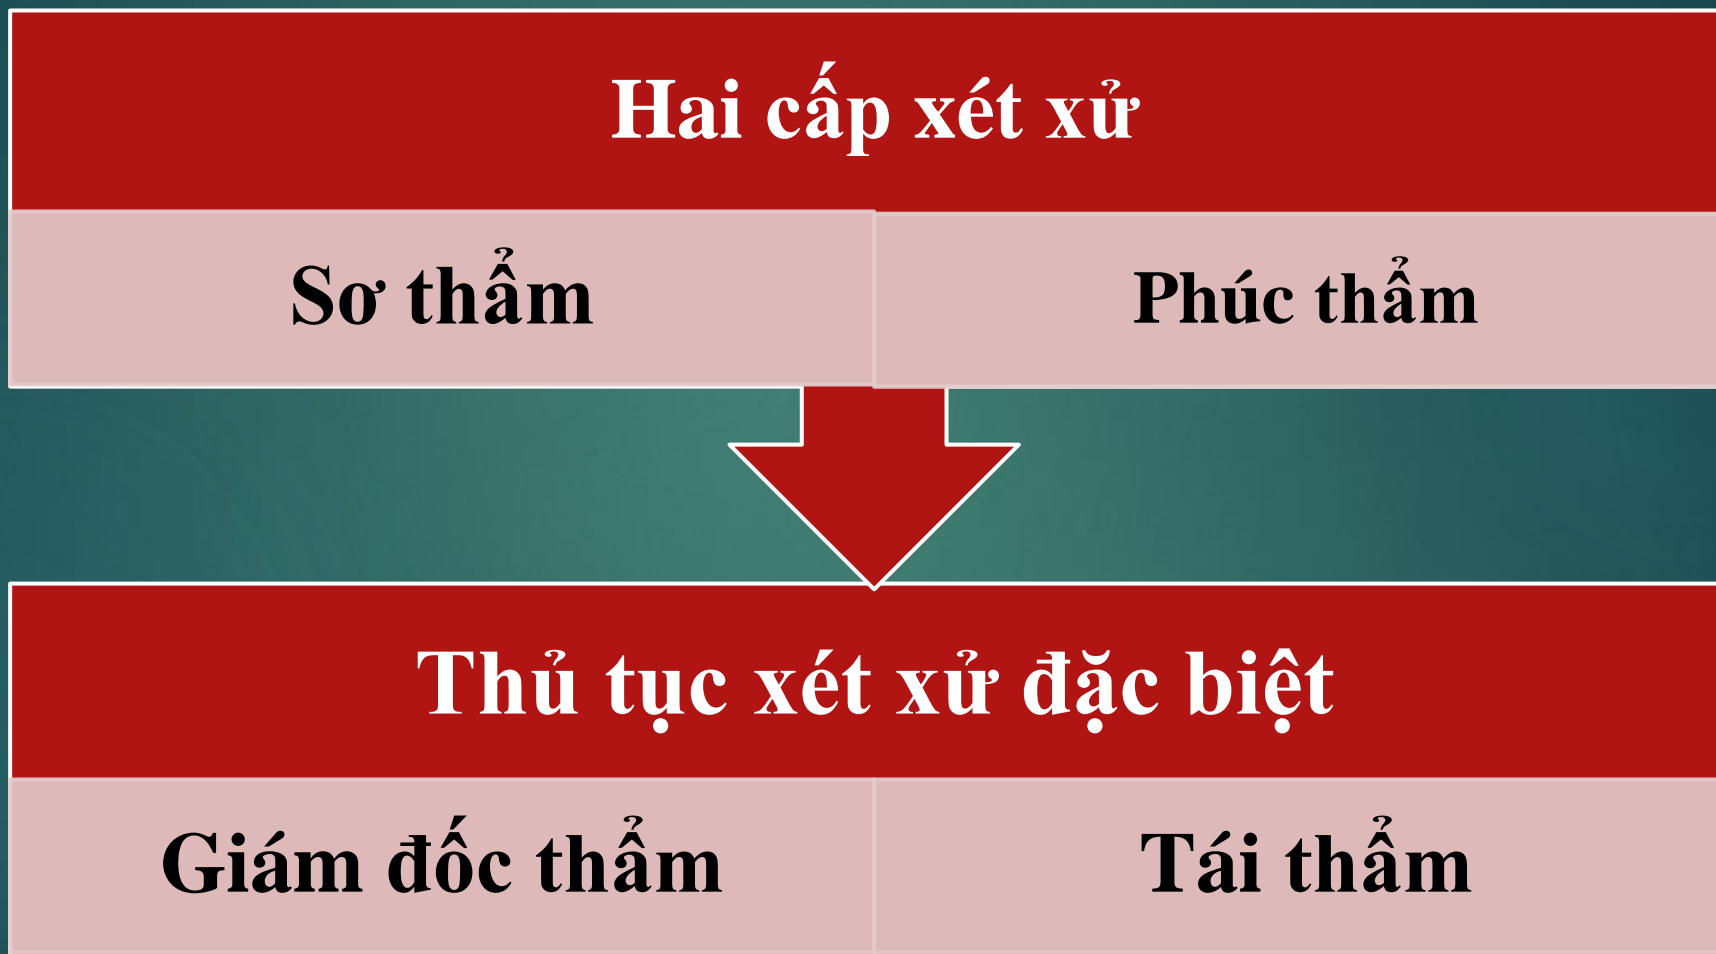 Hai cấp xét xử
Sơ thẩm
Phúc thẩm
Thủ tục xét xử đặc biệt
Giám đốc thẩm
Tái thẩm